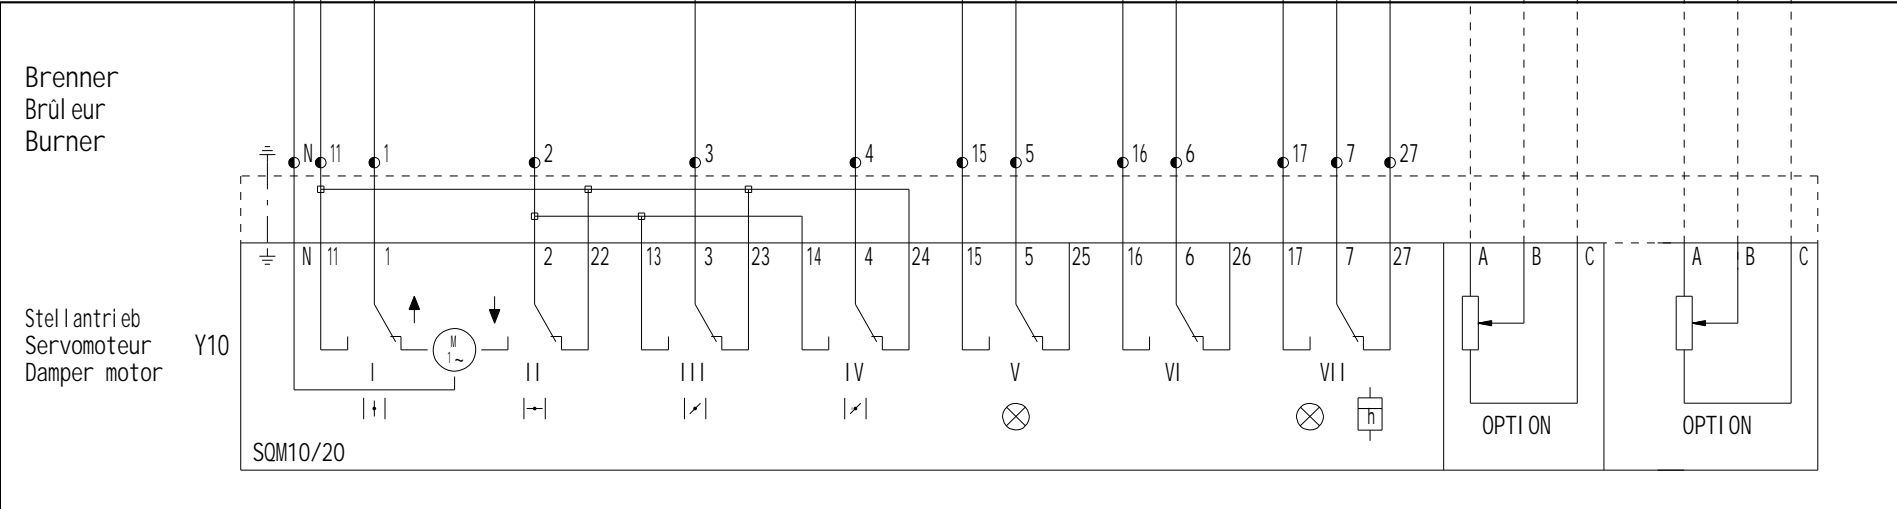 Brenner
Brûleur
Burner
N 11 1 2 3 4 15 5 16 6 17 7 27
N 11 1 2 22 13 3 23 14 4 24 15 5 25 16 6 26 17 7 27 A B C A B C
Stellantrieb
Servomoteur Y10
Damper motor
M
1~
I II III IV V VI VII
h
OPTION OPTION
SQM10/20